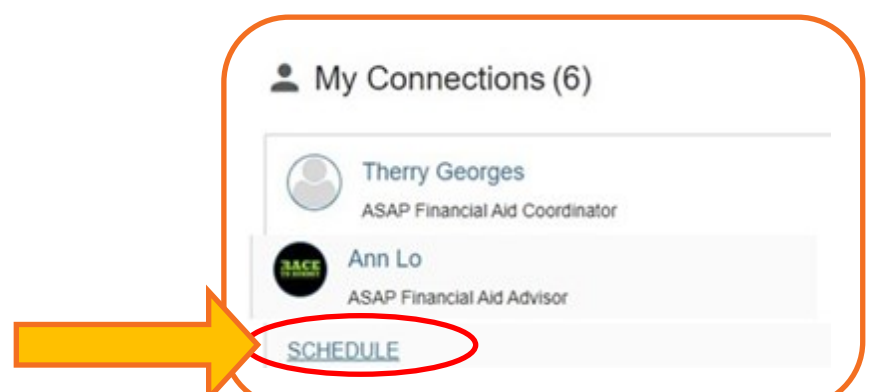 My Connections (6)
Therry Georges
ASAP Financial Aid Coordinator
Ann Lo
ASAP Financial Aid Advisor
SCHEDULE